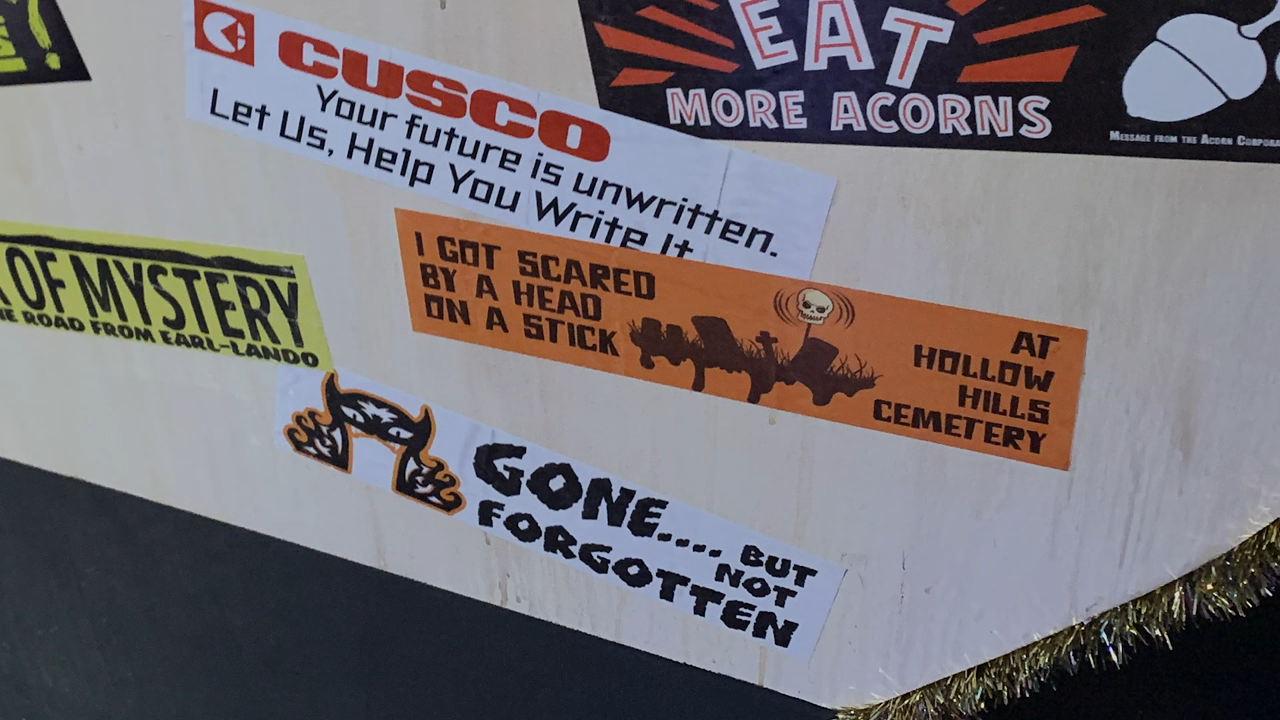 CUSCO
Your future is unwritten.
Let Us, Help You Write It
EAT
MORE ACORNS
MESSAGE FROM THE ACORN
OF MYSTERY
ROAD FROM EARL-LANDO
I GOT SCARED
BY A HEAD
ON A STICK
AT
HOLLOW
HILLS
CEMETERY
GONE.... BUT
NOT
FORGOTTEN